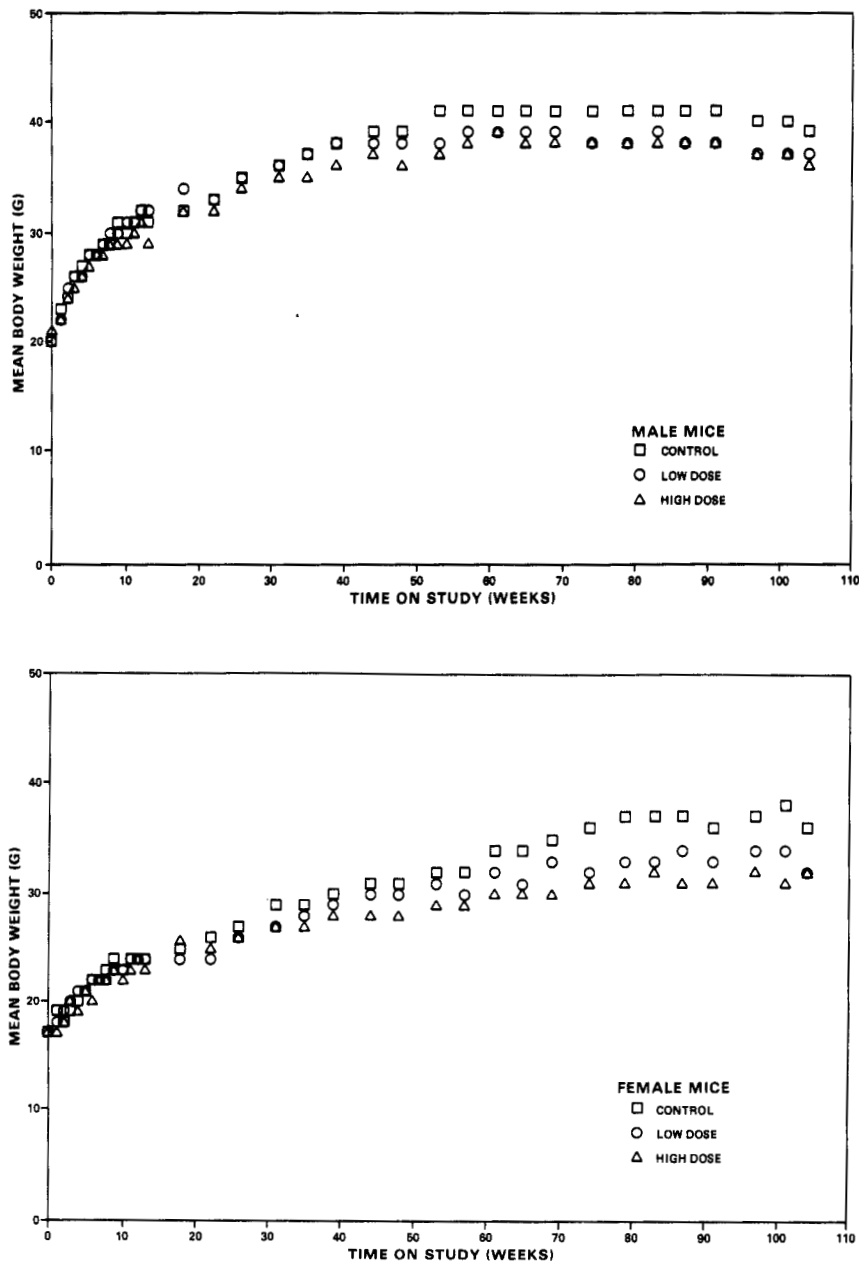 50
40
30
20
10
0
MEAN BODY WEIGHT (G)
MALE MICE
CONTROL
LOW DOSE
HIGH DOSE
0 10 20 30 40 50 60 70 80 90 100 110
TIME ON STUDY (WEEKS)
50
40
30
20
10
0
MEAN BODY WEIGHT (G)
FEMALE MICE
CONTROL
LOW DOSE
HIGH DOSE
0 10 20 30 40 50 60 70 80 90 100 110
TIME ON STUDY (WEEKS)